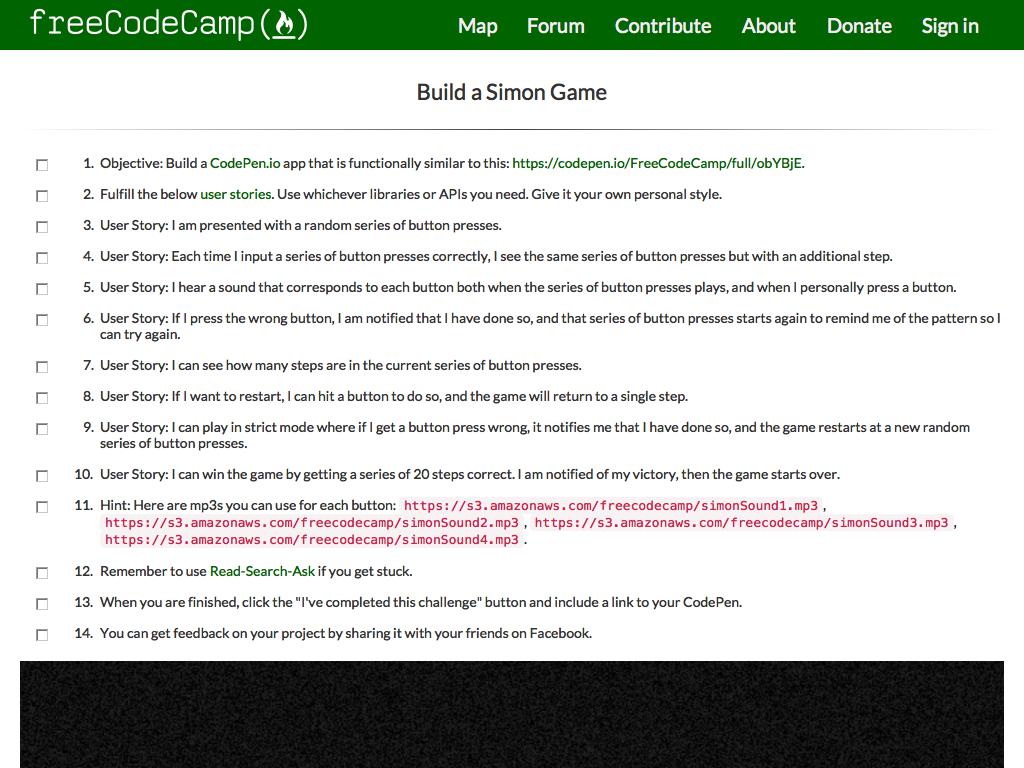 freeCodeCamp
Map Forum Contribute About Donate Sign in
Build a Simon Game
1. Objective: Build a CodePen.io app that is functionally similar to this: https://codepen.io/FreeCodeCamp/full/obYBjE.
2. Fulfill the below user stories. Use whichever libraries or APIs you need. Give it your own personal style.
3. User Story: I am presented with a random series of button presses.
4. User Story: Each time I input a series of button presses correctly, I see the same series of button presses but with an additional step.
5. User Story: I hear a sound that corresponds to each button both when the series of button presses plays, and when I personally press a button.
6. User Story: If I press the wrong button, I am notified that I have done so, and that series of button presses starts again to remind me of the pattern so I
can try again.
7. User Story: I can see how many steps are in the current series of button presses.
8. User Story: If I want to restart, I can hit a button to do so, and the game will return to a single step.
9. User Story: I can play in strict mode where if I get a button press wrong, it notifies me that I have done so, and the game restarts at a new random
series of button presses.
10. User Story: I can win the game by getting a series of 20 steps correct. I am notified of my victory, then the game starts over.
11. Hint: Here are mp3s you can use for each button: https://s3.amazonaws.com/freecodecamp/simonSound1.mp3 ,
https://s3.amazonaws.com/freecodecamp/simonSound2.mp3 , https://s3.amazonaws.com/freecodecamp/simonSound3.mp3 ,
https://s3.amazonaws.com/freecodecamp/simonSound4.mp3 .
12. Remember to use Read-Search-Ask if you get stuck.
13. When you are finished, click the "I've completed this challenge" button and include a link to your CodePen.
14. You can get feedback on your project by sharing it with your friends on Facebook.